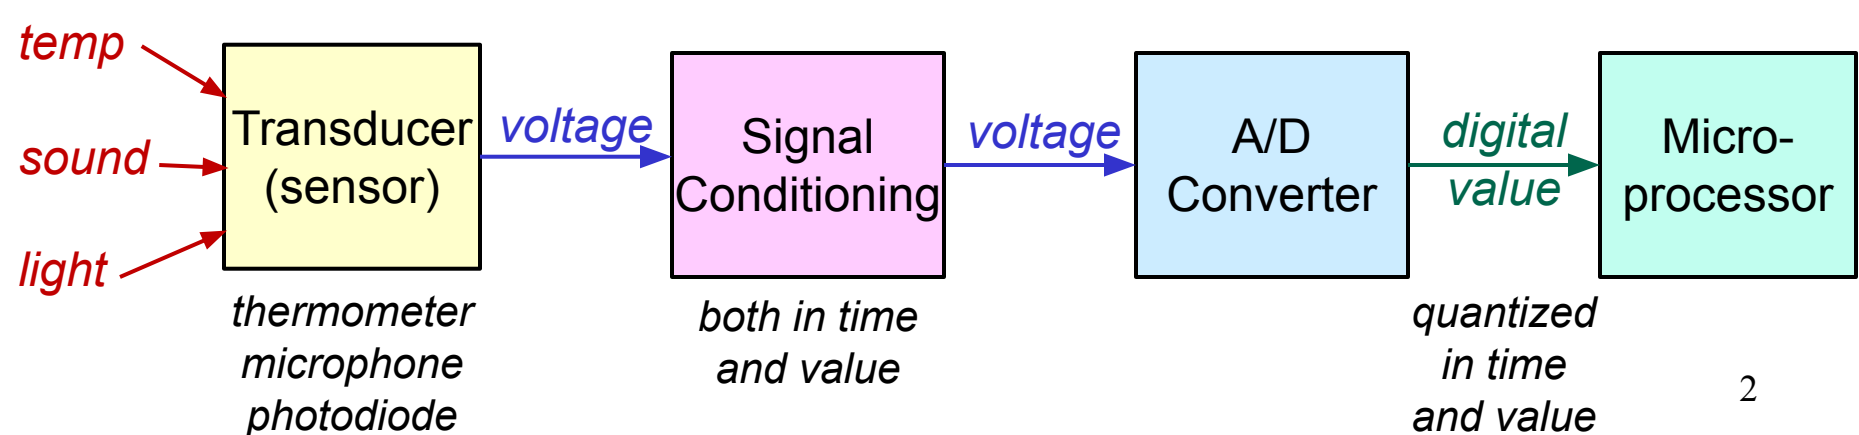 temp
sound
light
Transducer
(sensor)
thermometer
microphone
photodiode
voltage
Signal
Conditioning
both in time
and value
voltage
A/D
Converter
digital
value
quantized
in time
and value
Micro-
processor
2